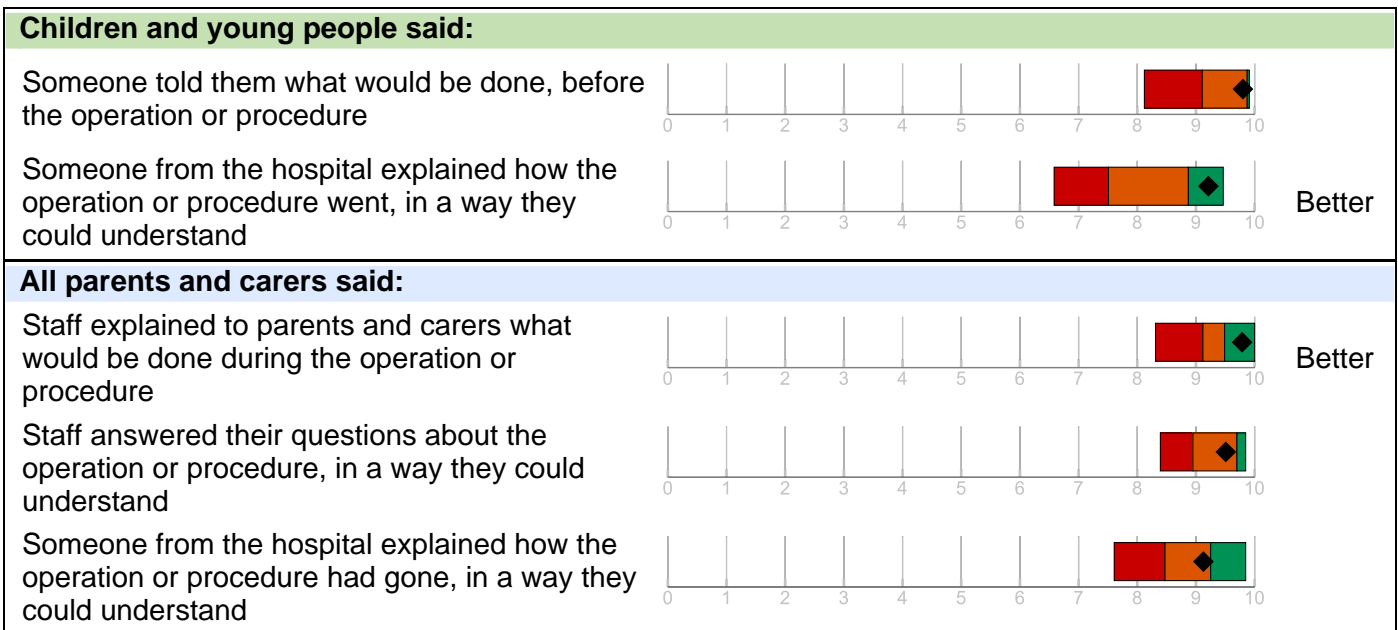 Children and young people said:
Someone told them what would be done, before
the operation or procedure
0 1 2 3 4 5 6 7 8 9 10
Someone from the hospital explained how the
operation or procedure went, in a way they
could understand
0 1 2 3 4 5 6 7 8 9 10
Better
All parents and carers said:
Staff explained to parents and carers what
would be done during the operation or
procedure
0 1 2 3 4 5 6 7 8 9 10
Better
Staff answered their questions about the
operation or procedure, in a way they could
understand
0 1 2 3 4 5 6 7 8 9 10
Someone from the hospital explained how the
operation or procedure had gone, in a way they
could understand
0 1 2 3 4 5 6 7 8 9 10